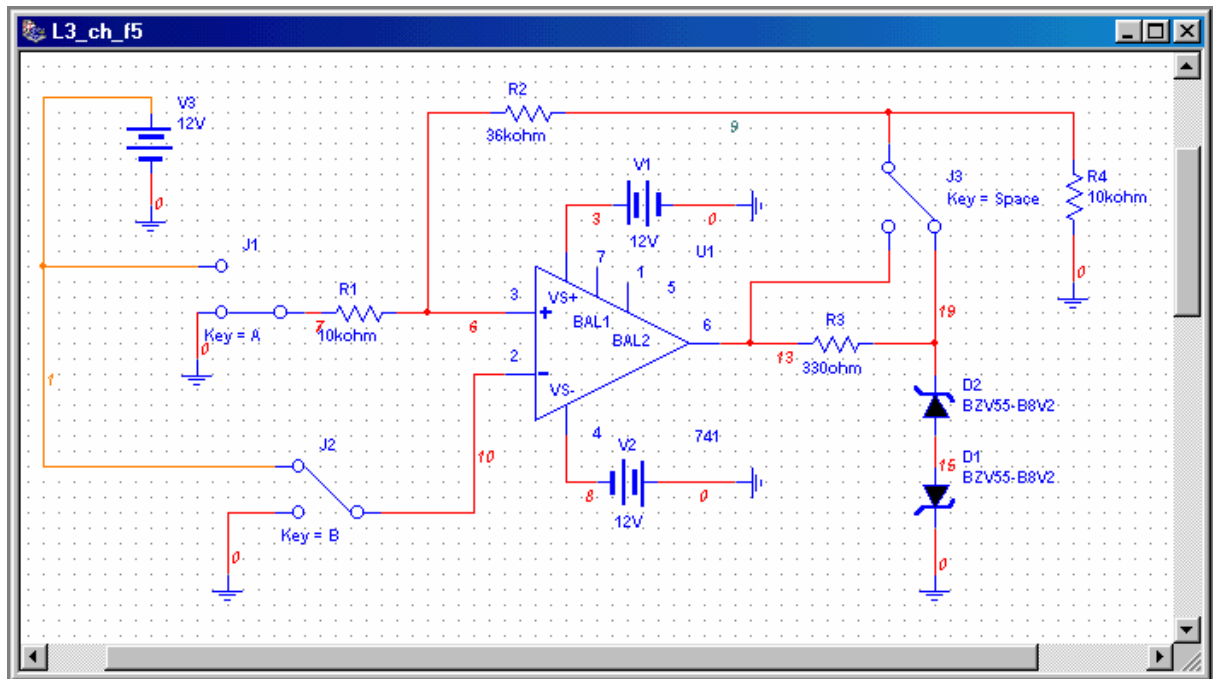 L3_ch_f5
V3
12V
0
R2
36kohm
9
V1
12V
3
0
J3
Key = Space
R4
10kohm
0
J1
Key = A
0
R1
10kohm
7
6
3
2
7
1
5
U1
VS+
BAL1
BAL2
VS-
6
4
741
13
R3
330ohm
19
D2
BZV55-B8V2
15
D1
BZV55-B8V2
0
1
J2
Key = B
0
10
V2
12V
8
0